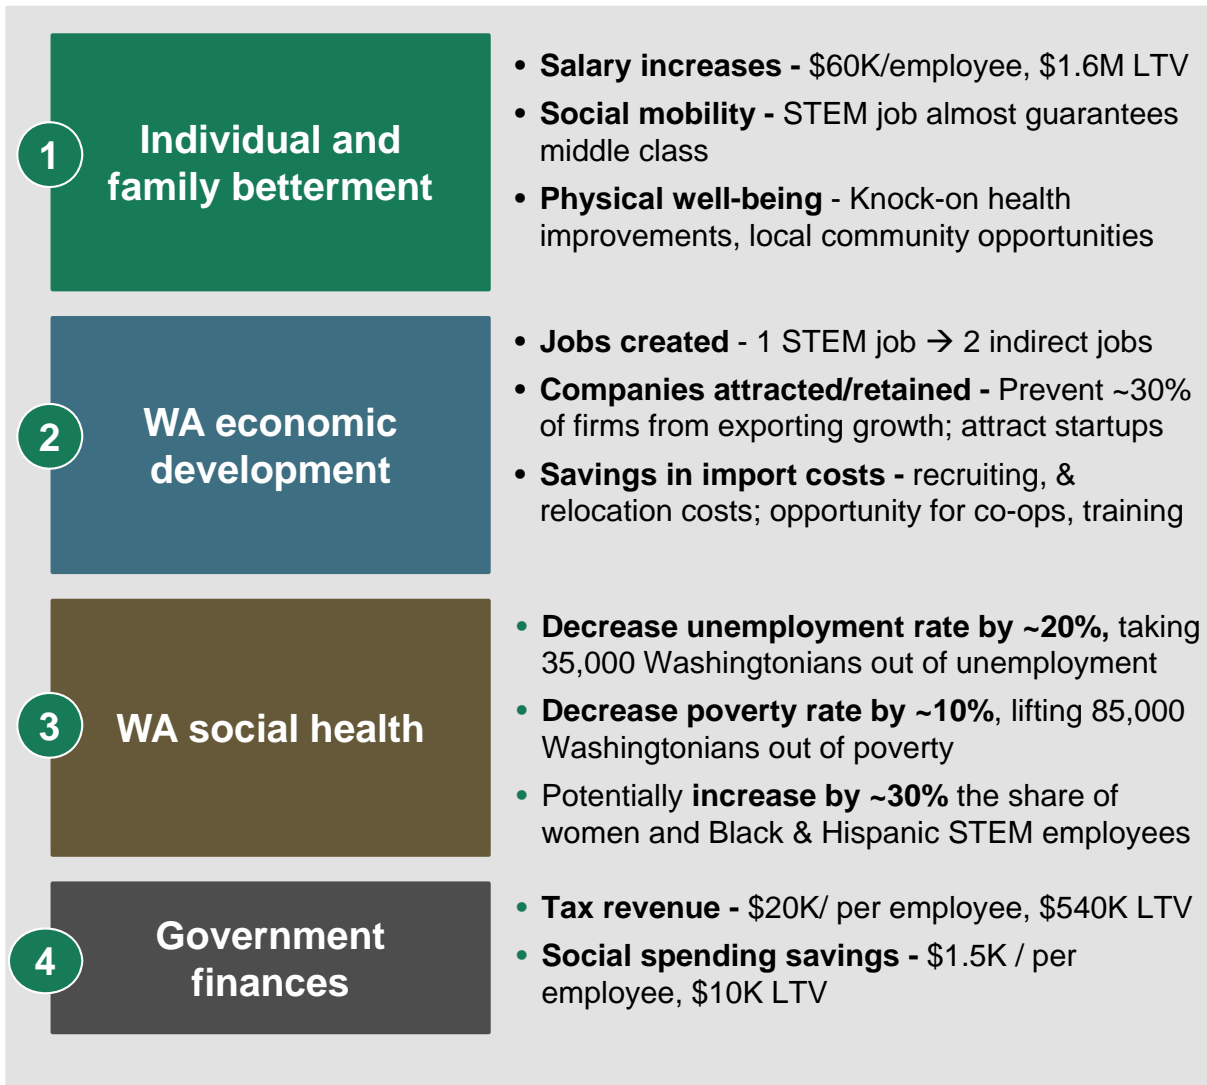 1
Individual and
family betterment
• Salary increases - $60K/employee, $1.6M LTV
• Social mobility - STEM job almost guarantees
middle class
• Physical well-being - Knock-on health
improvements, local community opportunities
2
WA economic
development
• Jobs created - 1 STEM job → 2 indirect jobs
• Companies attracted/retained - Prevent ~30%
of firms from exporting growth; attract startups
• Savings in import costs - recruiting, &
relocation costs; opportunity for co-ops, training
3
WA social health
• Decrease unemployment rate by ~20%, taking
35,000 Washingtonians out of unemployment
• Decrease poverty rate by ~10%, lifting 85,000
Washingtonians out of poverty
• Potentially increase by ~30% the share of
women and Black & Hispanic STEM employees
4
Government
finances
• Tax revenue - $20K/ per employee, $540K LTV
• Social spending savings - $1.5K / per
employee, $10K LTV